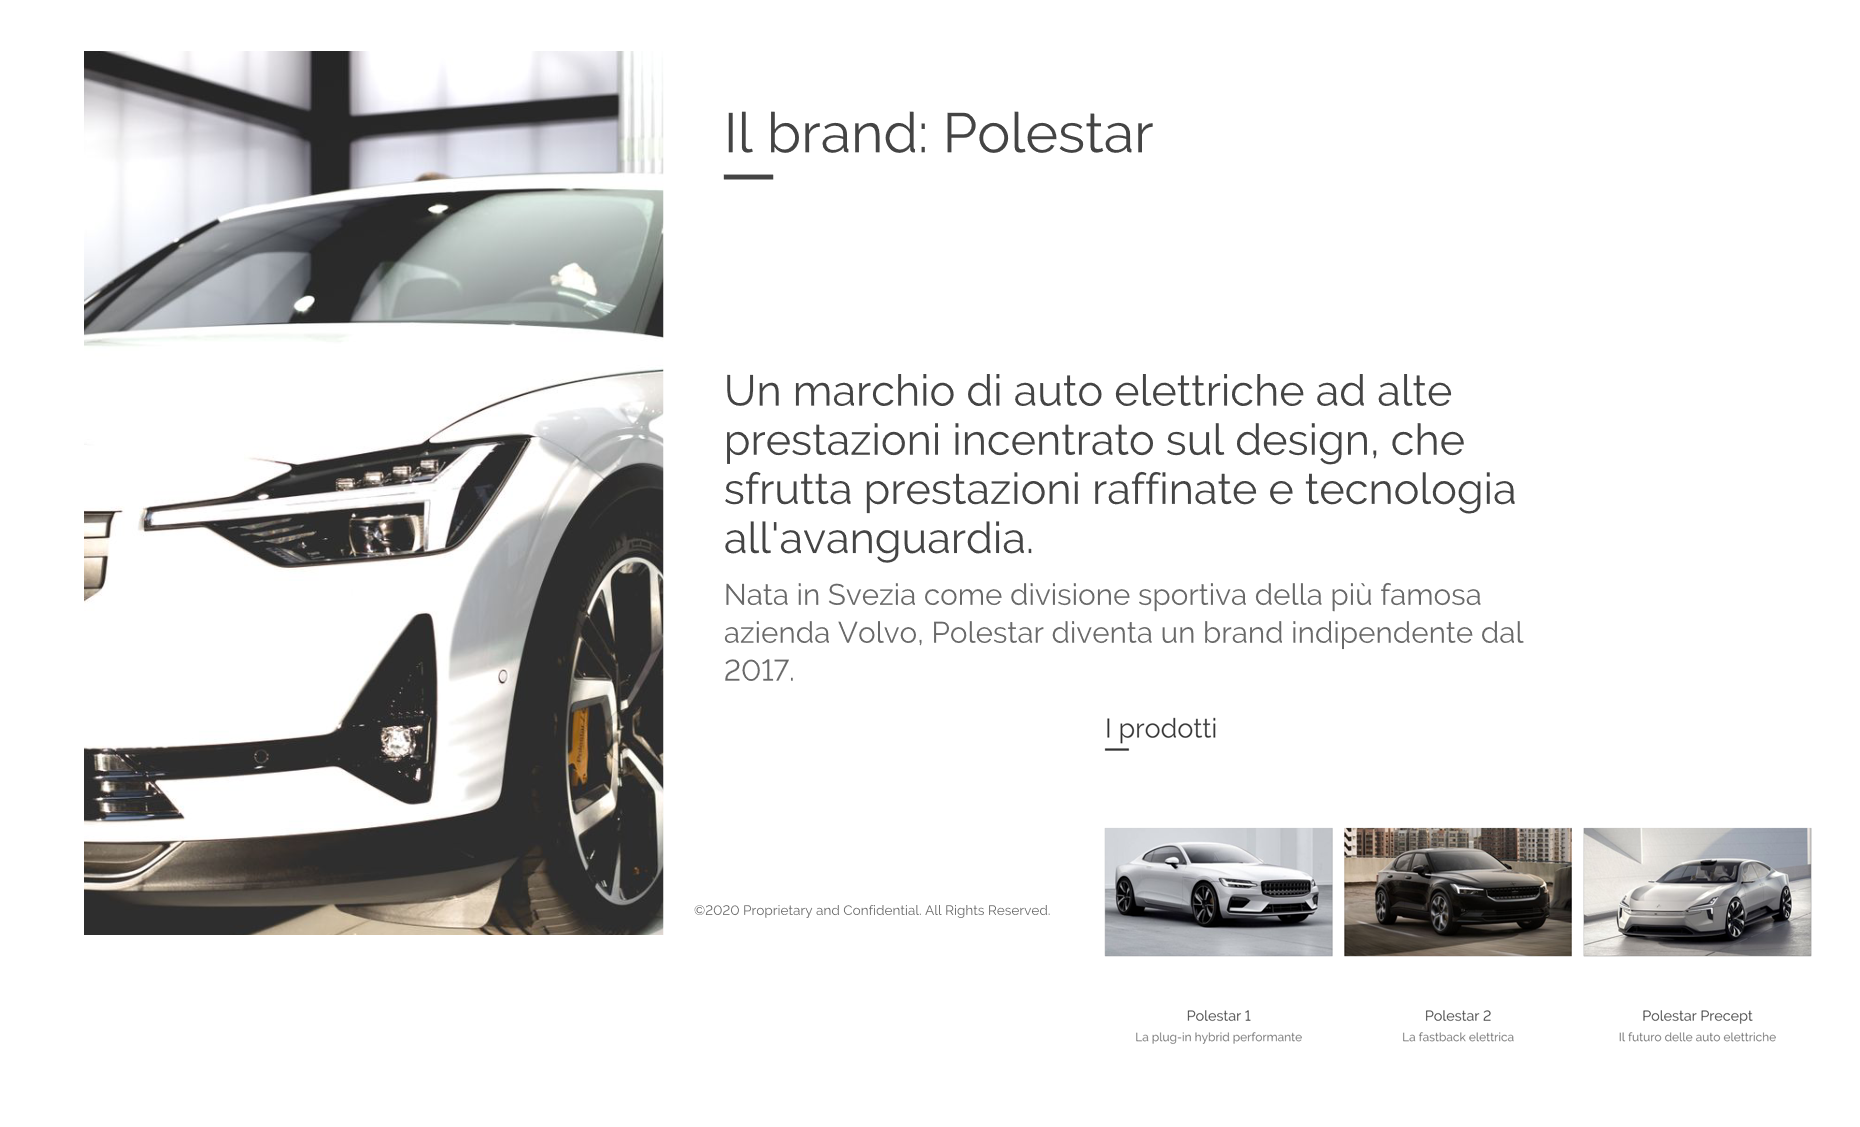 Il brand: Polestar
Un marchio di auto elettriche ad alte
prestazioni incentrato sul design, che
sfrutta prestazioni raffinate e tecnologia
all'avanguardia.
Nata in Svezia come divisione sportiva della più famosa
azienda Volvo, Polestar diventa un brand indipendente dal
2017.
I prodotti
©2020 Proprietary and Confidential. All Rights Reserved.
Polestar 1
La plug-in hybrid performante
Polestar 2
La fastback elettrica
Polestar Precept
Il futuro delle auto elettriche